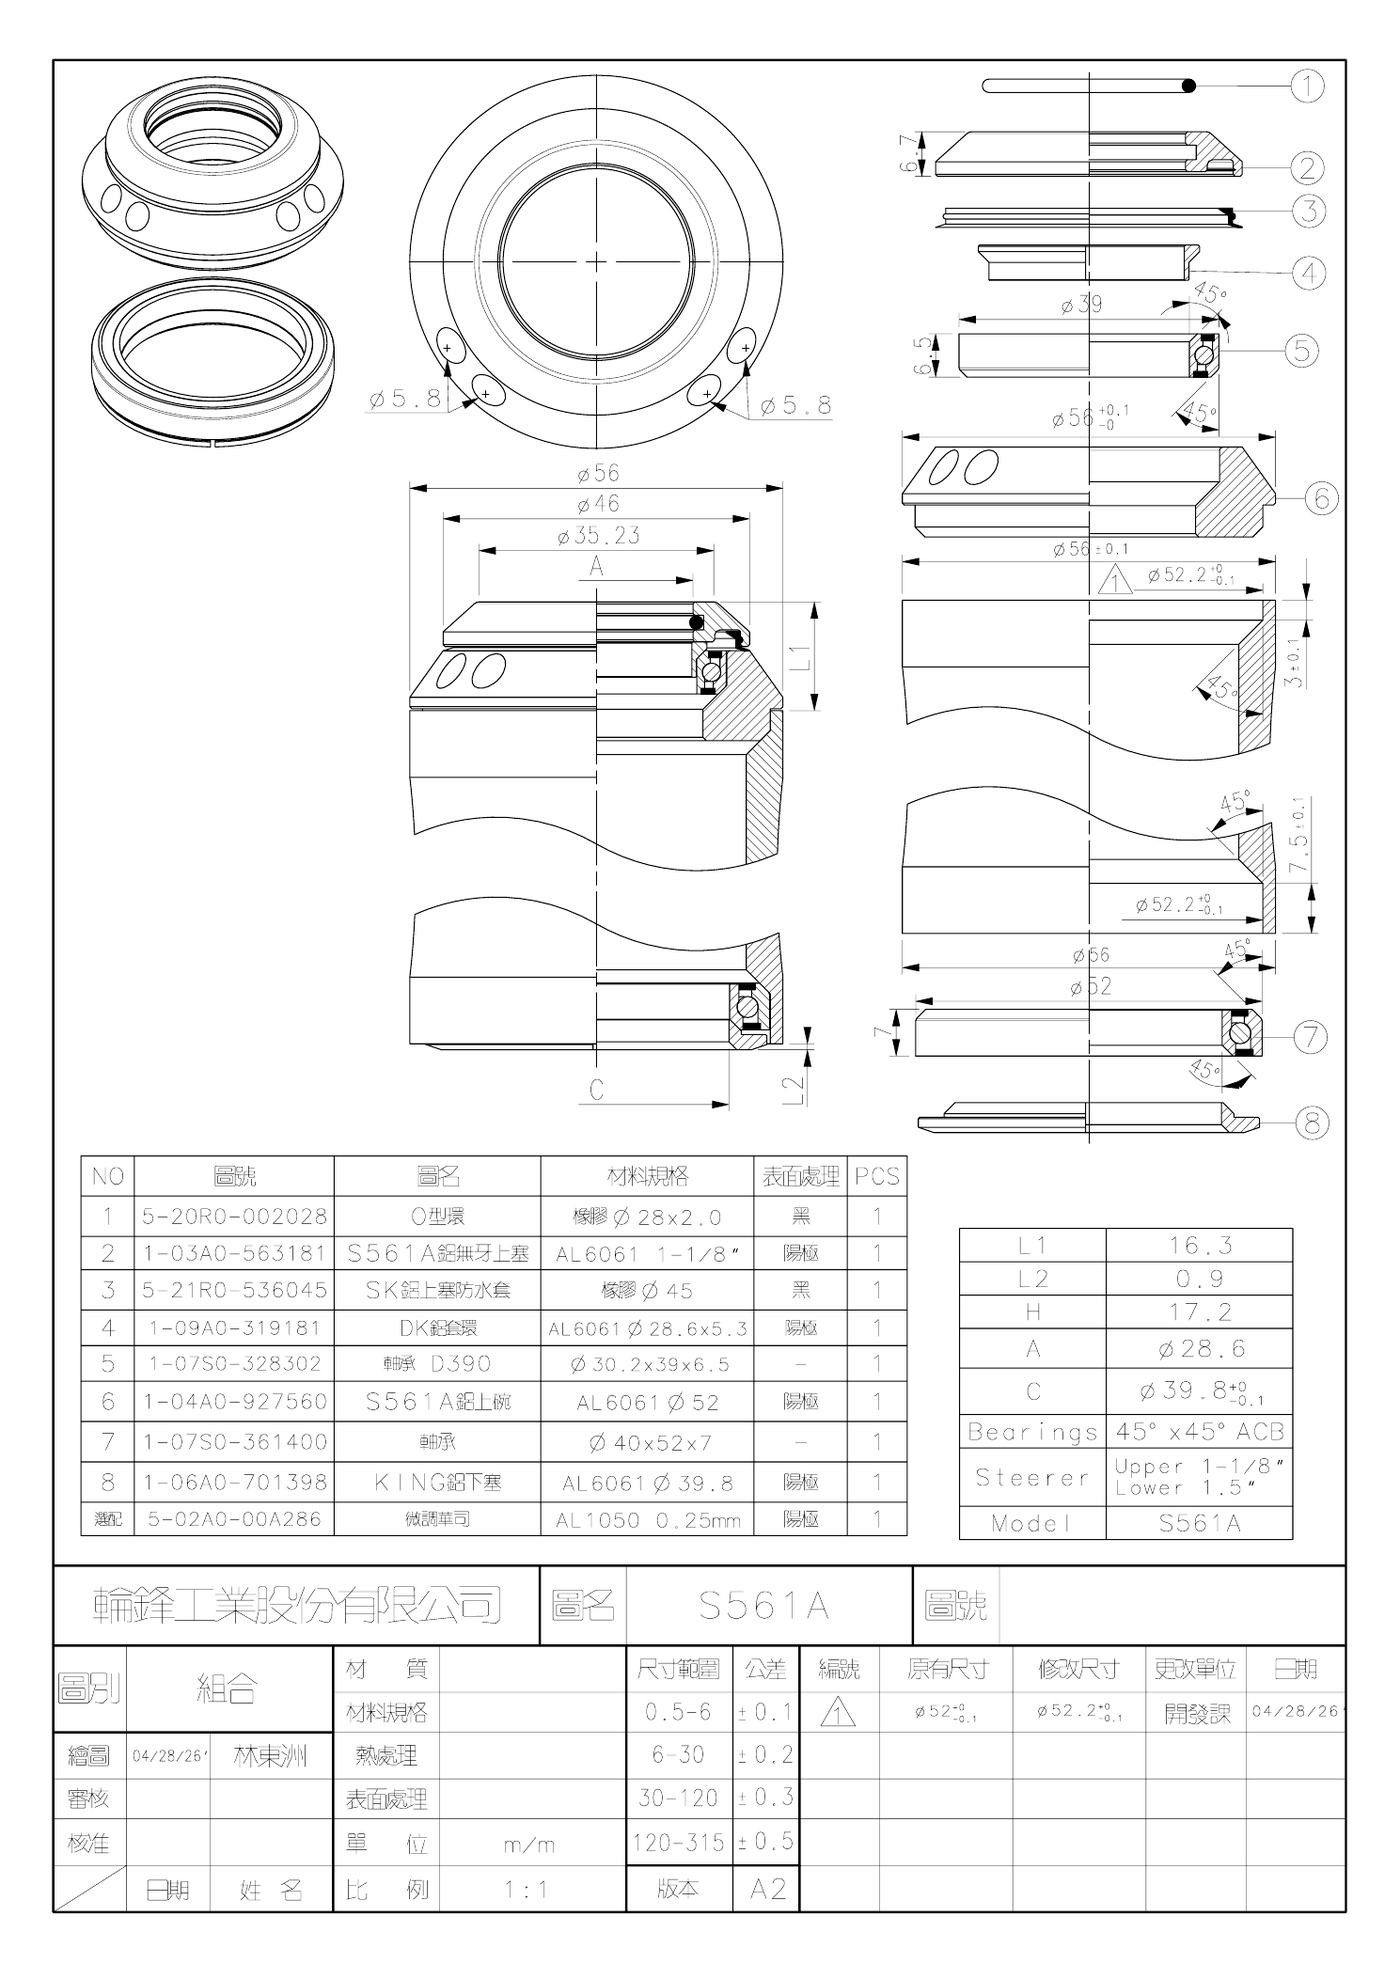 1
6.7
2
3
4
ø39
45°
6.5
5
ø5.8
ø5.8
45°
ø56 +0.1 -0
6
ø56
ø46
ø35.23
A
L1
ø56±0.1
1
ø52.2 +0 -0.1
3±0.1
45°
45°
7.5±0.1
ø52.2 +0 -0.1
ø56
45°
ø52
7
7
45°
C
L2
8
NO 圖號 圖名 材料規格 表面處理 PCS
1 5-20R0-002028 O型環 橡膠 Ø 28x2.0 黑 1
2 1-03A0-563181 S561A鋁無牙上塞 AL6061 1-1/8" 陽極 1
3 5-21R0-536045 SK鋁上塞防水套 橡膠 Ø 45 黑 1
4 1-09A0-319181 DK鋁套環 AL6061 Ø 28.6x5.3 陽極 1
5 1-07S0-328302 軸承 D390 Ø 30.2x39x6.5 - 1
6 1-04A0-927560 S561A鋁上碗 AL6061 Ø 52 陽極 1
7 1-07S0-361400 軸承 Ø 40x52x7 - 1
8 1-06A0-701398 KING鋁下塞 AL6061 Ø 39.8 陽極 1
選配 5-02A0-00A286 微調華司 AL1050 0.25mm 陽極 1
L1 16.3
L2 0.9
H 17.2
A ø28.6
C ø39.8 +0 -0.1
Bearings 45° x45° ACB
Steerer Upper 1-1/8"
Lower 1.5"
Model S561A
輪鋒工業股份有限公司 圖名 S561A 圖號
圖別 組合 材 質 尺寸範圍 公差 編號 原有尺寸 修改尺寸 更改單位 日期
材料規格 0.5-6 ±0.1 1 ø52 +0 -0.1 ø52.2 +0 -0.1 開發課 04/28/26'
繪圖 04/28/26' 林東洲 熱處理 6-30 ±0.2
審核 表面處理 30-120 ±0.3
核准 單 位 m/m 120-315 ±0.5
日期 姓 名 比 例 1:1 版本 A2